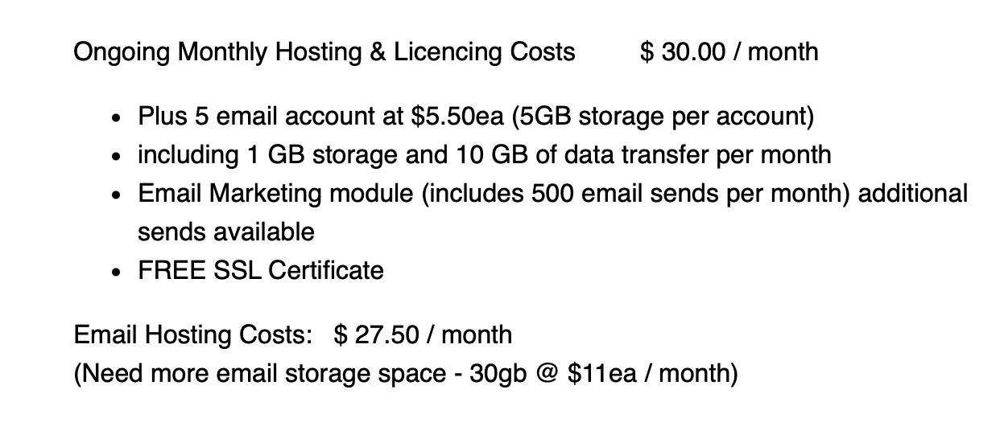 Ongoing Monthly Hosting & Licencing Costs $ 30.00 / month
• Plus 5 email account at $5.50ea (5GB storage per account)
• including 1 GB storage and 10 GB of data transfer per month
• Email Marketing module (includes 500 email sends per month) additional
sends available
• FREE SSL Certificate
Email Hosting Costs: $ 27.50 / month
(Need more email storage space - 30gb @ $11ea / month)